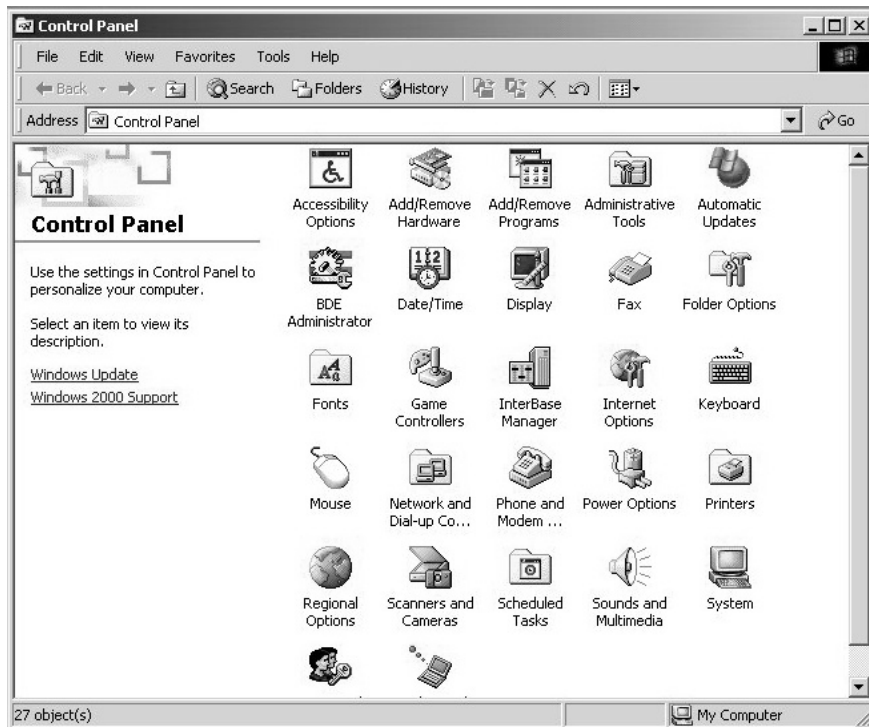 Control Panel
File Edit View Favorites Tools Help
Back Search Folders History
Address Control Panel Go
Control Panel
Use the settings in Control Panel to
personalize your computer.
Select an item to view its
description.
Windows Update
Windows 2000 Support
Accessibility
Options
Add/Remove
Hardware
Add/Remove
Programs
Administrative
Tools
Automatic
Updates
BDE
Administrator
Date/Time
Display
Fax
Folder Options
Fonts
Game
Controllers
InterBase
Manager
Internet
Options
Keyboard
Mouse
Network and
Dial-up Co...
Phone and
Modem ...
Power Options
Printers
Regional
Options
Scanners and
Cameras
Scheduled
Tasks
Sounds and
Multimedia
System
27 object(s)
My Computer